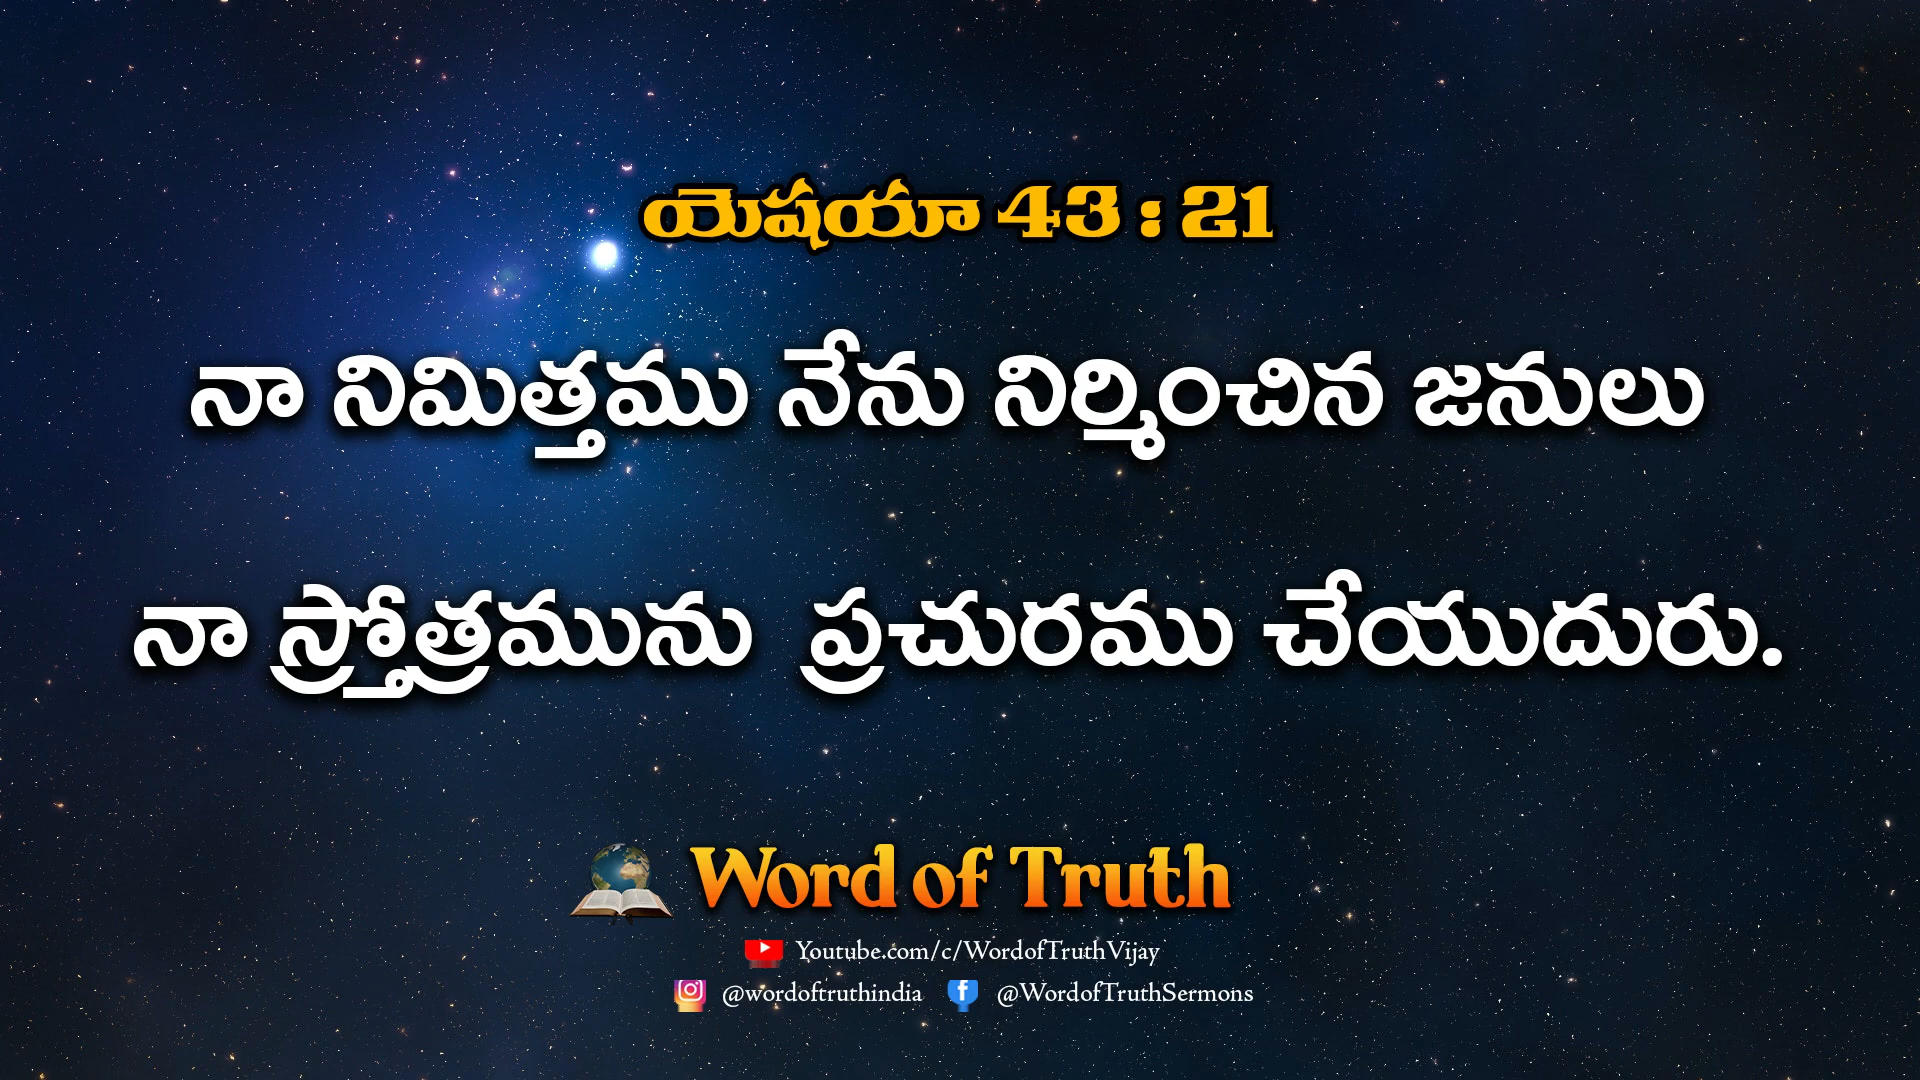 యెషయా 43 : 21
నా నిమిత్తము నేను నిర్మించిన జనులు
నా స్తోత్రమును ప్రచురము చేయుదురు.
Word of Truth
Youtube.com/c/WordofTruthVijay
@wordoftruthindia @WordofTruthSermons